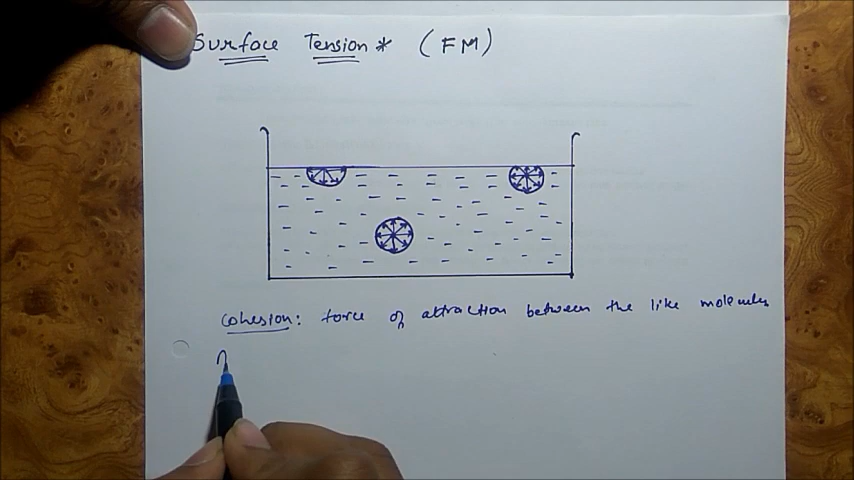 Surface Tension* (FM)
Cohesion: force of attraction between the like molecules